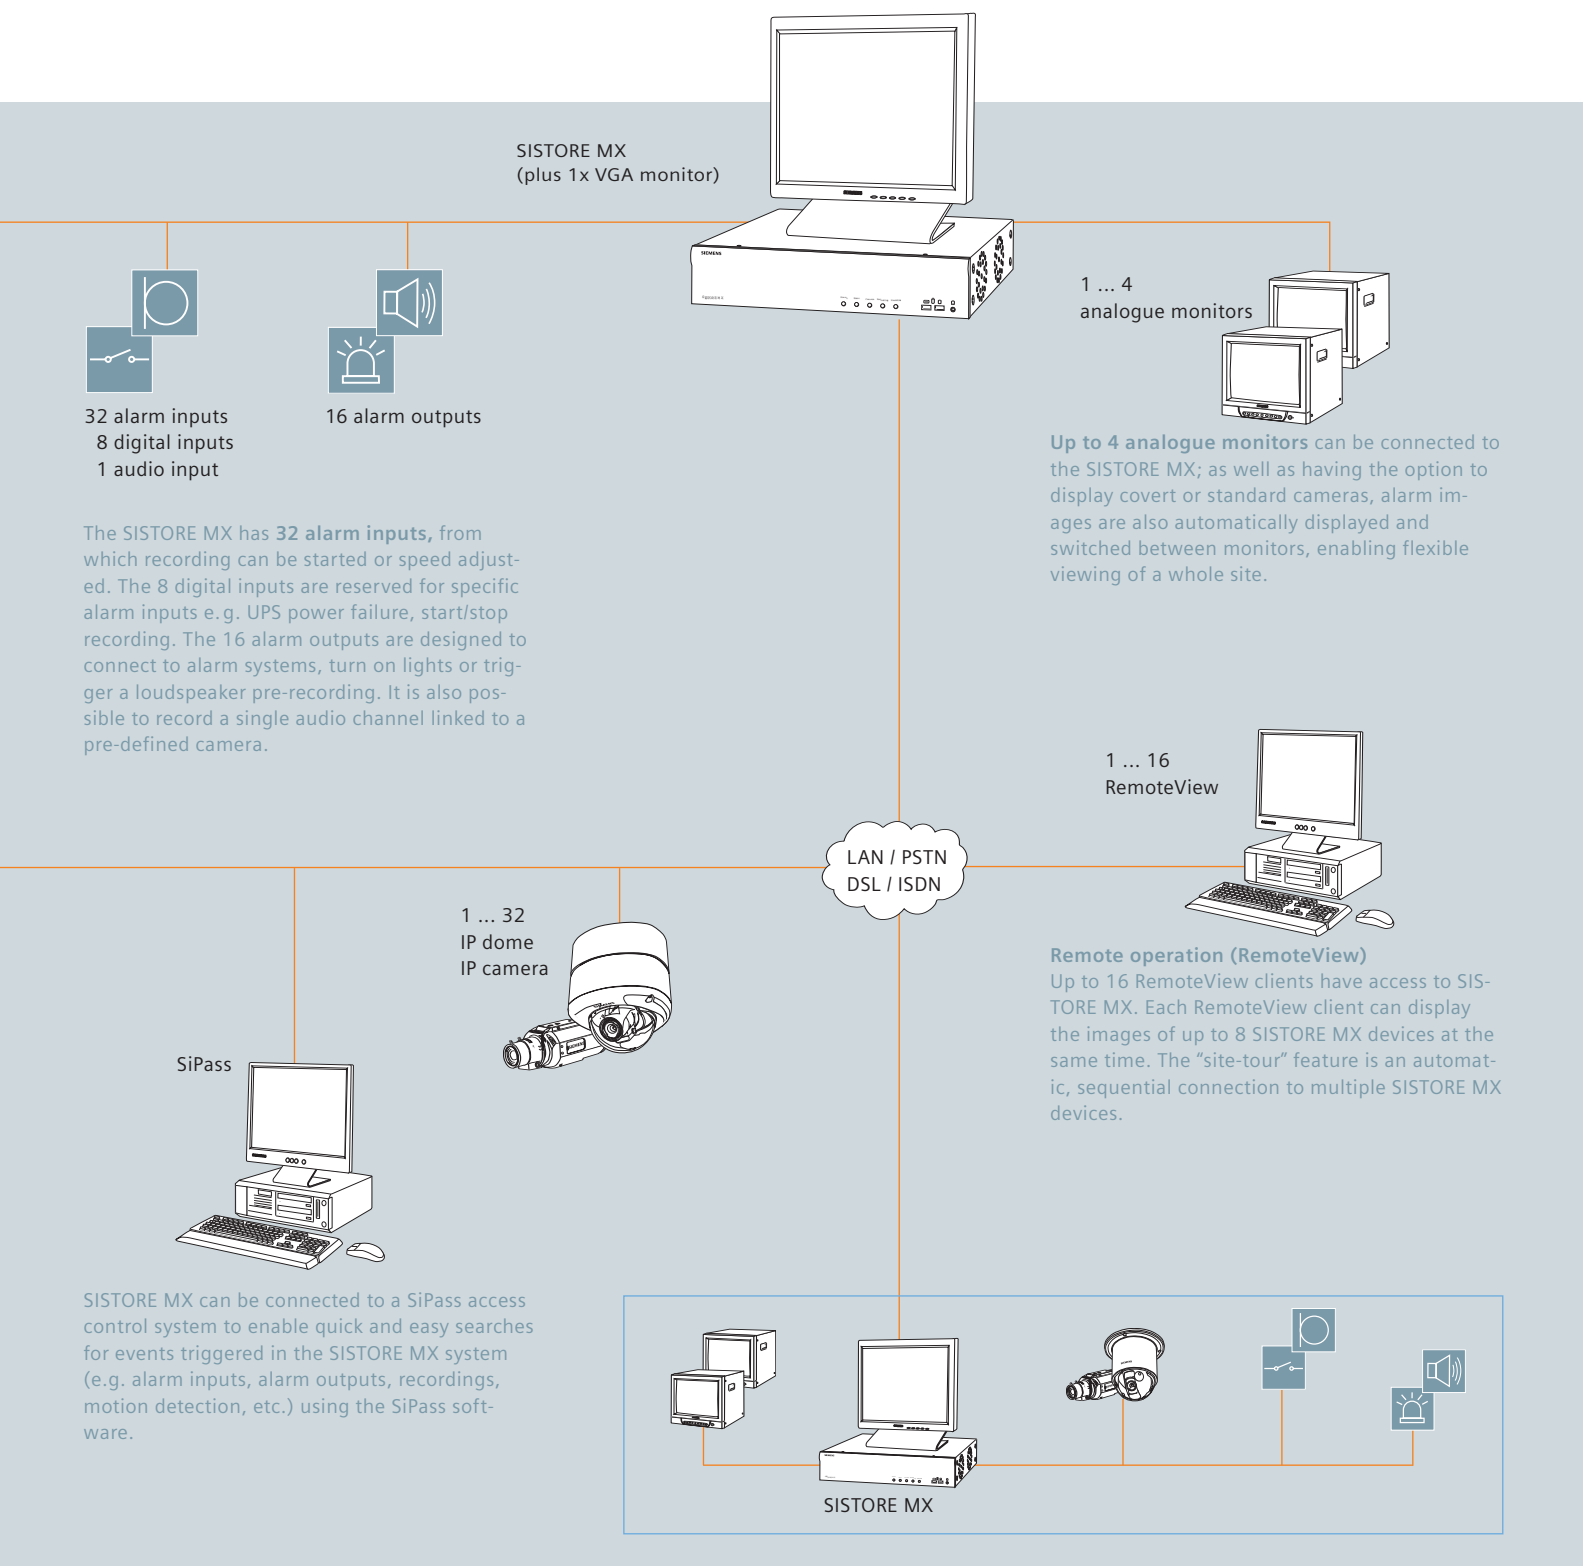 SISTORE MX
(plus 1x VGA monitor)
SIEMENS
1 ... 4
analogue monitors
32 alarm inputs
8 digital inputs
1 audio input
16 alarm outputs
Up to 4 analogue monitors can be connected to
the SISTORE MX; as well as having the option to
display covert or standard cameras, alarm im-
ages are also automatically displayed and
switched between monitors, enabling flexible
viewing of a whole site.
The SISTORE MX has 32 alarm inputs, from
which recording can be started or speed adjust-
ed. The 8 digital inputs are reserved for specific
alarm inputs e.g. UPS power failure, start/stop
recording. The 16 alarm outputs are designed to
connect to alarm systems, turn on lights or trig-
ger a loudspeaker pre-recording. It is also pos-
sible to record a single audio channel linked to a
pre-defined camera.
1 ... 16
RemoteView
LAN / PSTN
DSL / ISDN
1 ... 32
IP dome
IP camera
Remote operation (RemoteView)
Up to 16 RemoteView clients have access to SIS-
TORE MX. Each RemoteView client can display
the images of up to 8 SISTORE MX devices at the
same time. The “site-tour” feature is an automat-
ic, sequential connection to multiple SISTORE MX
devices.
SiPass
SISTORE MX can be connected to a SiPass access
control system to enable quick and easy searches
for events triggered in the SISTORE MX system
(e.g. alarm inputs, alarm outputs, recordings,
motion detection, etc.) using the SiPass soft-
ware.
SISTORE MX